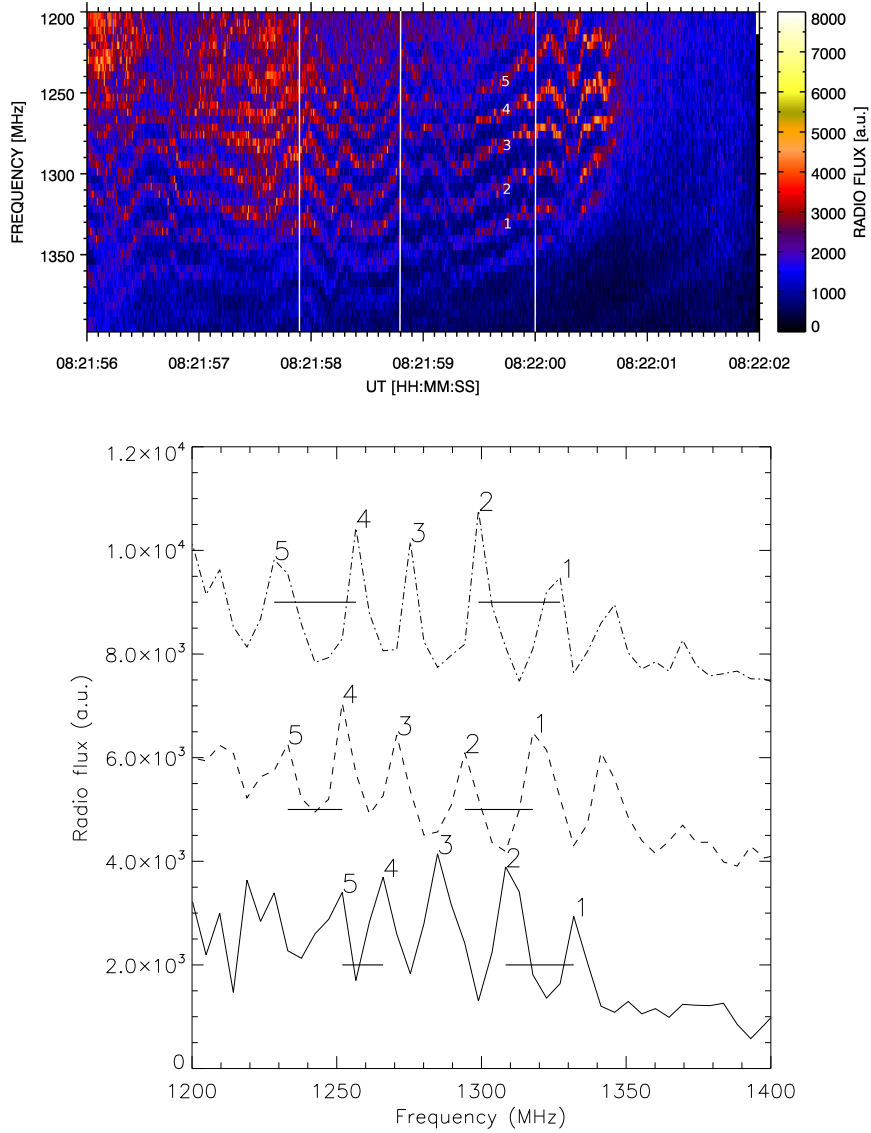 1200
1250
1300
1350
FREQUENCY [MHz]
5
4
3
2
1
08:21:56 08:21:57 08:21:58 08:21:59 08:22:00 08:22:01 08:22:02
UT [HH:MM:SS]
8000
7000
6000
5000
4000
3000
2000
1000
0
RADIO FLUX [a.u.]
1.2×10⁴
1.0×10⁴
8.0×10³
6.0×10³
4.0×10³
2.0×10³
0
Radio flux (a.u.)
5 4 3 2 1
5 4 3 2 1
5 4 3 2 1
1200 1250 1300 1350 1400
Frequency (MHz)